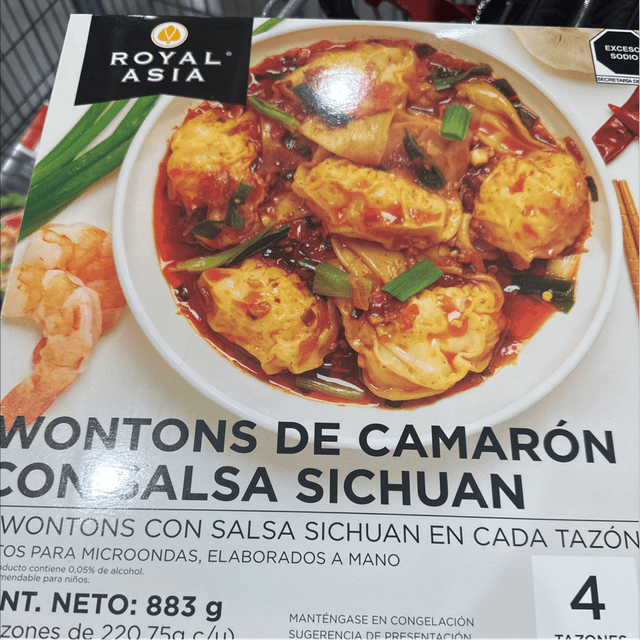 ROYAL®
ASIA
EXCESO
SODIO
SECRETARÍA DE
WONTONS DE CAMARÓN
CON SALSA SICHUAN
WONTONS CON SALSA SICHUAN EN CADA TAZÓN
TOS PARA MICROONDAS, ELABORADOS A MANO
ducto contiene 0,05% de alcohol.
mendable para niños.
NT. NETO: 883 g
zones de 220,75g c/u)
MANTÉNGASE EN CONGELACIÓN
SUGERENCIA DE PRESENTACIÓN
4
TAZONES